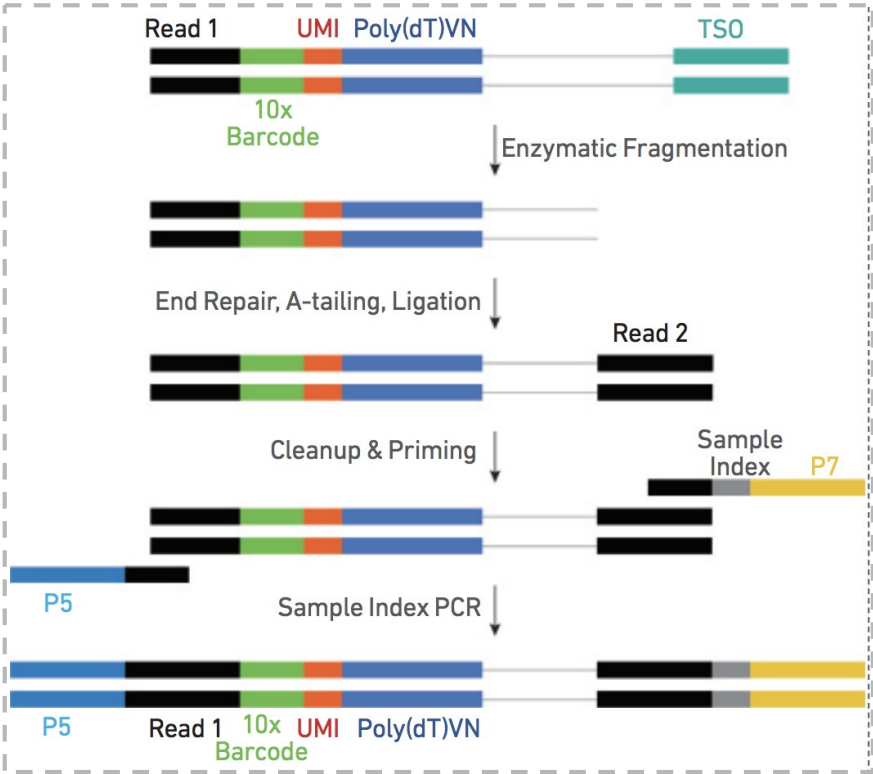 Read 1 UMI Poly(dT)VN TSO
10x
Barcode
Enzymatic Fragmentation
End Repair, A-tailing, Ligation
Read 2
Cleanup & Priming
Sample
Index P7
P5
Sample Index PCR
P5 Read 1 10x UMI Poly(dT)VN
Barcode